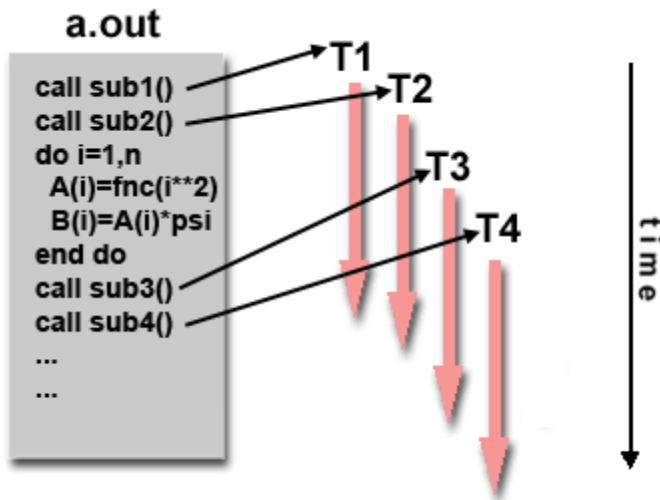 a.out
call sub1()
call sub2()
do i=1,n
A(i)=fnc(i**2)
B(i)=A(i)*psi
end do
call sub3()
call sub4()
...
...
T1
T2
T3
T4
time